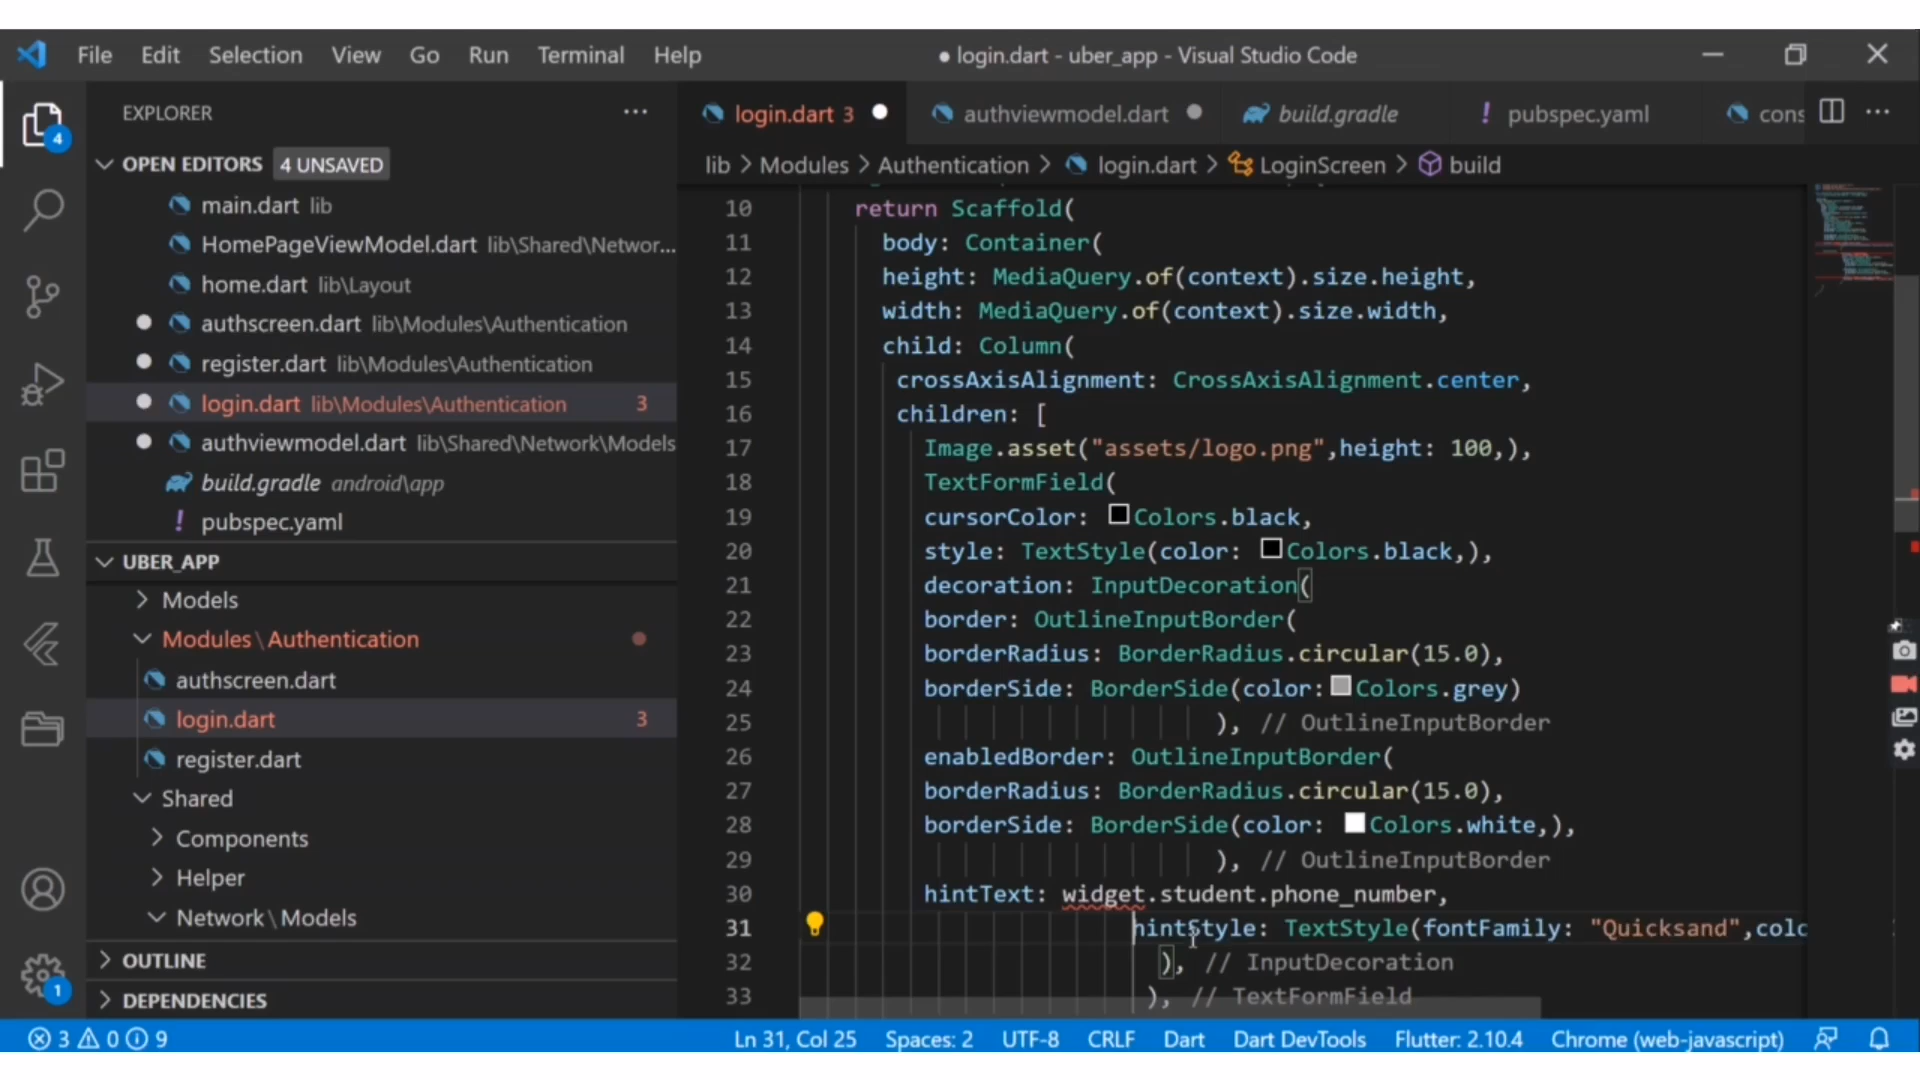 File Edit Selection View Go Run Terminal Help
● login.dart - uber_app - Visual Studio Code
4
EXPLORER
OPEN EDITORS 4 UNSAVED
main.dart lib
HomePageViewModel.dart lib\Shared\Networ...
home.dart lib\Layout
authscreen.dart lib\Modules\Authentication
register.dart lib\Modules\Authentication
login.dart lib\Modules\Authentication 3
authviewmodel.dart lib\Shared\Network\Models
build.gradle android\app
! pubspec.yaml
UBER_APP
Models
Modules \ Authentication
authscreen.dart
login.dart 3
register.dart
Shared
Components
Helper
Network \ Models
OUTLINE
DEPENDENCIES
1
login.dart 3 authviewmodel.dart build.gradle ! pubspec.yaml cons
lib > Modules > Authentication > login.dart > LoginScreen > build
10 return Scaffold(
11 body: Container(
12 height: MediaQuery.of(context).size.height,
13 width: MediaQuery.of(context).size.width,
14 child: Column(
15 crossAxisAlignment: CrossAxisAlignment.center,
16 children: [
17 Image.asset("assets/logo.png",height: 100,),
18 TextFormField(
19 cursorColor: Colors.black,
20 style: TextStyle(color: Colors.black,),
21 decoration: InputDecoration(
22 border: OutlineInputBorder(
23 borderRadius: BorderRadius.circular(15.0),
24 borderSide: BorderSide(color: Colors.grey)
25 ), // OutlineInputBorder
26 enabledBorder: OutlineInputBorder(
27 borderRadius: BorderRadius.circular(15.0),
28 borderSide: BorderSide(color: Colors.white,),
29 ), // OutlineInputBorder
30 hintText: widget.student.phone_number,
31 hintStyle: TextStyle(fontFamily: "Quicksand",colo
32 ), // InputDecoration
33 ), // TextFormField
3 0 9 Ln 31, Col 25 Spaces: 2 UTF-8 CRLF Dart Dart DevTools Flutter: 2.10.4 Chrome (web-javascript)